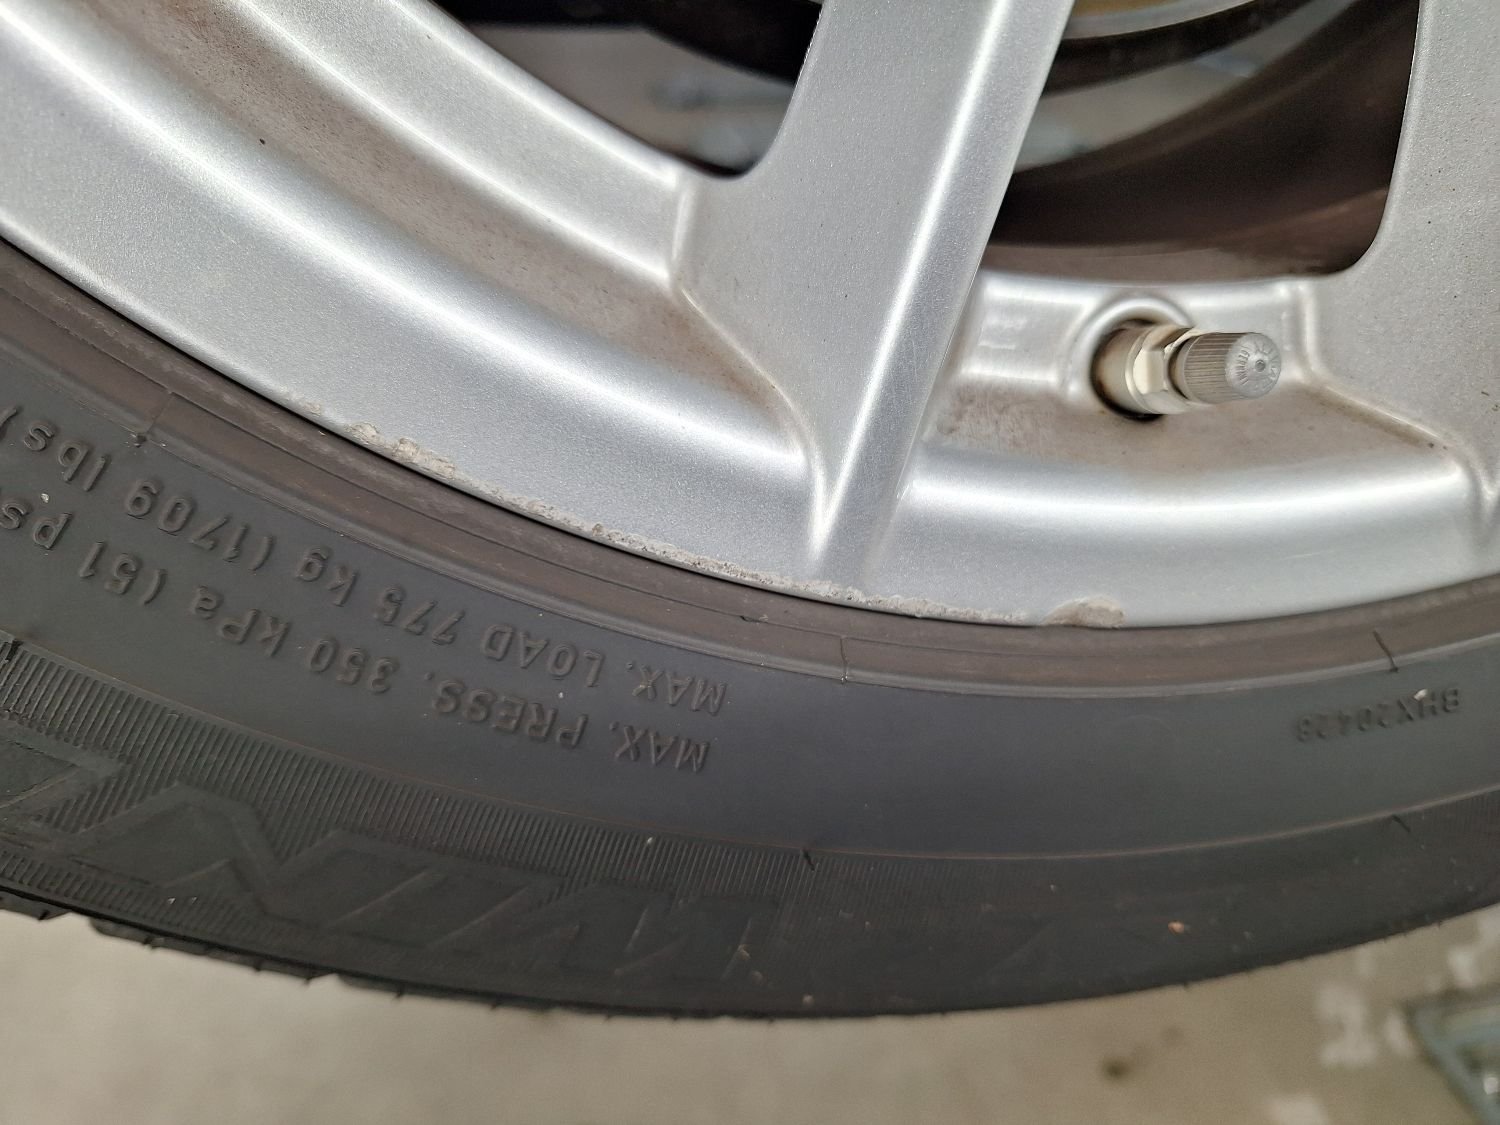 MAX. LOAD 775 kg (1709 lbs)
MAX. PRESS. 350 kPa (51 ps
BHX20428